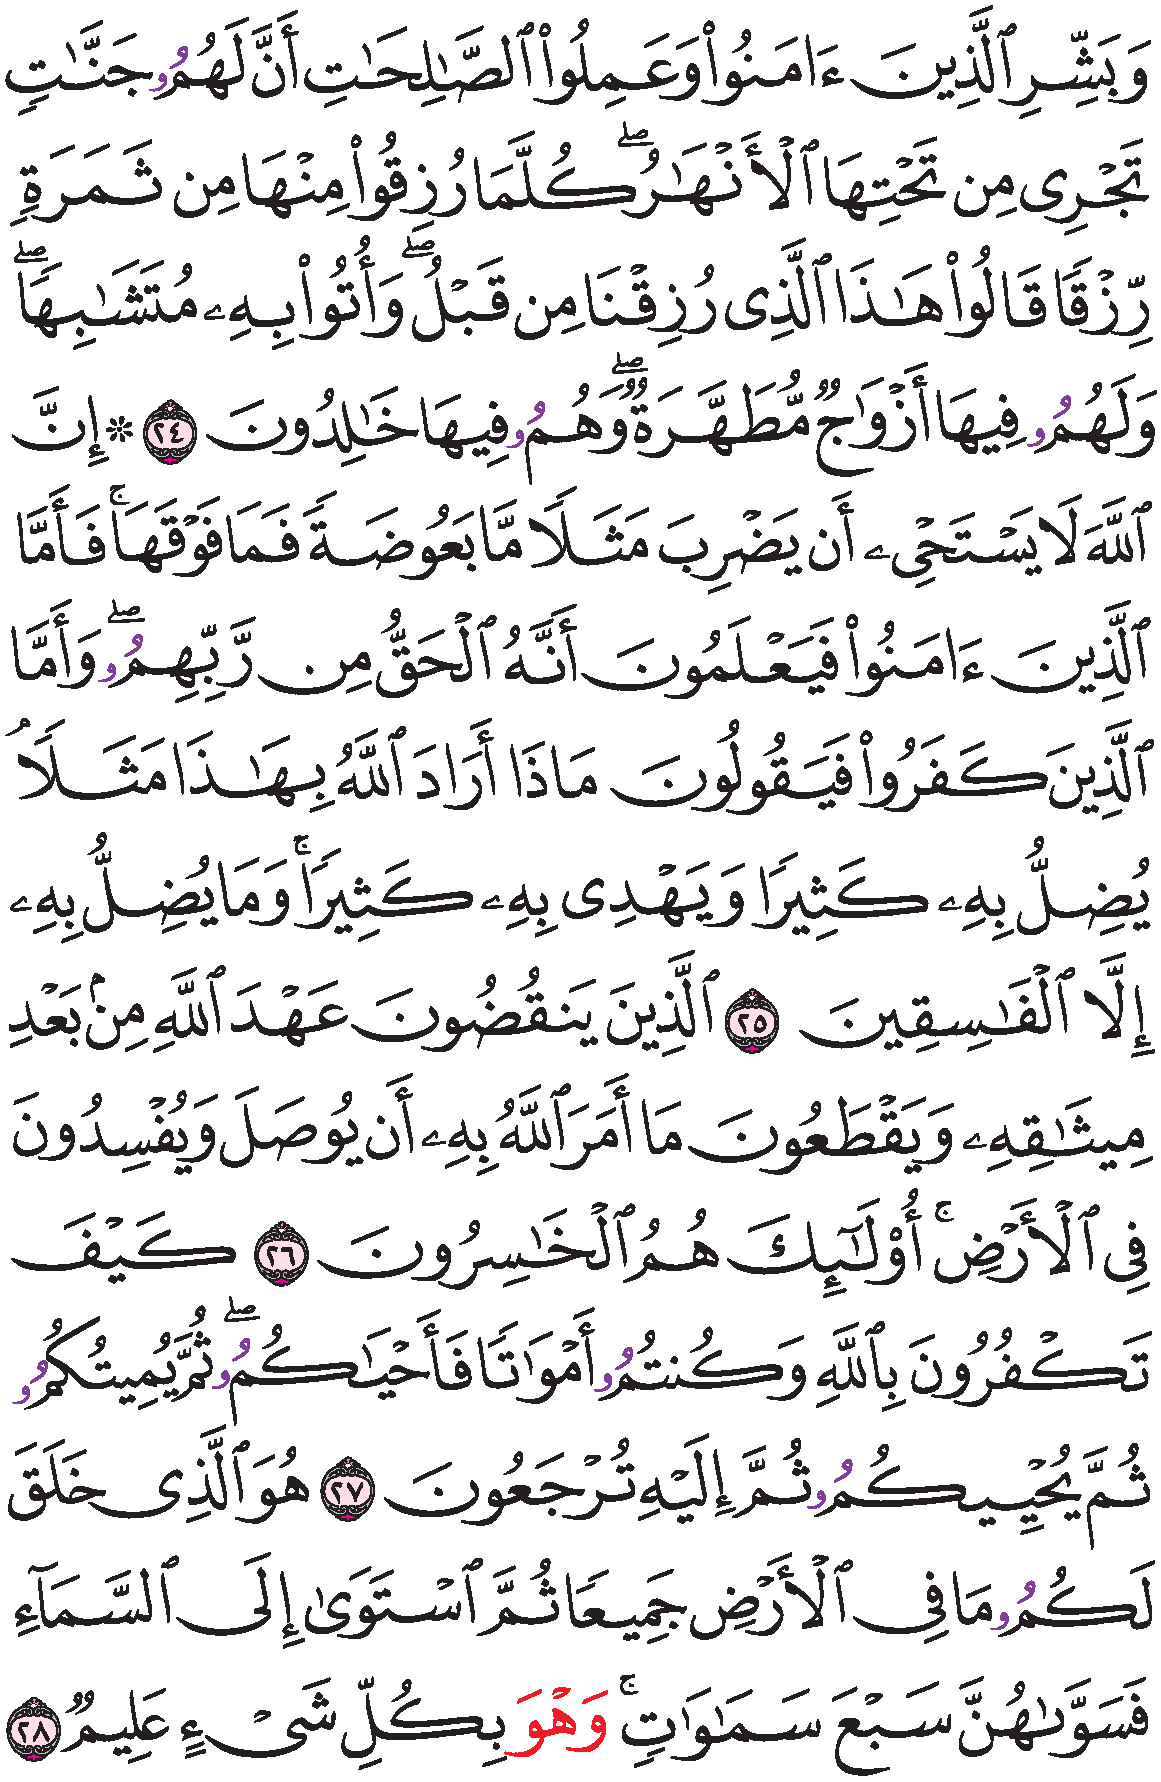 وَبَشِّرِ ٱلَّذِينَ ءَامَنُواْ وَعَمِلُواْ ٱلصَّٰلِحَٰتِ أَنَّ لَهُمُۥ جَنَّٰتٖ
تَجۡرِي مِن تَحۡتِهَا ٱلۡأَنۡهَٰرُۖ كُلَّمَا رُزِقُواْ مِنۡهَا مِن ثَمَرَةٖ
رِّزۡقٗا قَالُواْ هَٰذَا ٱلَّذِي رُزِقۡنَا مِن قَبۡلُۖ وَأُتُواْ بِهِۦ مُتَشَٰبِهٗاۖ
وَلَهُمُۥ فِيهَا أَزۡوَٰجٞ مُّطَهَّرَةٞۖ وَهُمُۥ فِيهَا خَٰلِدُونَ ٢٤ ۞ إِنَّ
ٱللَّهَ لَا يَسۡتَحۡيِۦ أَن يَضۡرِبَ مَثَلٗا مَّا بَعُوضَةٗ فَمَا فَوۡقَهَاۚ فَأَمَّا
ٱلَّذِينَ ءَامَنُواْ فَيَعۡلَمُونَ أَنَّهُ ٱلۡحَقُّ مِن رَّبِّهِمُۥۖ وَأَمَّا
ٱلَّذِينَ كَفَرُواْ فَيَقُولُونَ مَاذَا أَرَادَ ٱللَّهُ بِهَٰذَا مَثَلٗاۘ
يُضِلُّ بِهِۦ كَثِيرٗا وَيَهۡدِي بِهِۦ كَثِيرٗاۚ وَمَا يُضِلُّ بِهِۦ
إِلَّا ٱلۡفَٰسِقِينَ ٢٥ ٱلَّذِينَ يَنقُضُونَ عَهۡدَ ٱللَّهِ مِنۢ بَعۡدِ
مِيثَٰقِهِۦ وَيَقۡطَعُونَ مَا أَمَرَ ٱللَّهُ بِهِۦ أَن يُوصَلَ وَيُفۡسِدُونَ
فِي ٱلۡأَرۡضِۚ أُوْلَٰٓئِكَ هُمُ ٱلۡخَٰسِرُونَ ٢٦ كَيۡفَ
تَكۡفُرُونَ بِٱللَّهِ وَكُنتُمُۥ أَمۡوَٰتٗا فَأَحۡيَٰكُمُۥۖ ثُمَّ يُمِيتُكُمُۥ
ثُمَّ يُحۡيِيكُمُۥ ثُمَّ إِلَيۡهِ تُرۡجَعُونَ ٢٧ هُوَ ٱلَّذِي خَلَقَ
لَكُمُۥ مَا فِي ٱلۡأَرۡضِ جَمِيعٗا ثُمَّ ٱسۡتَوَىٰ إِلَى ٱلسَّمَآءِ
فَسَوَّىٰهُنَّ سَبۡعَ سَمَٰوَٰتٖۚ وَهۡوَ بِكُلِّ شَيۡءٍ عَلِيمٞ ٢٨